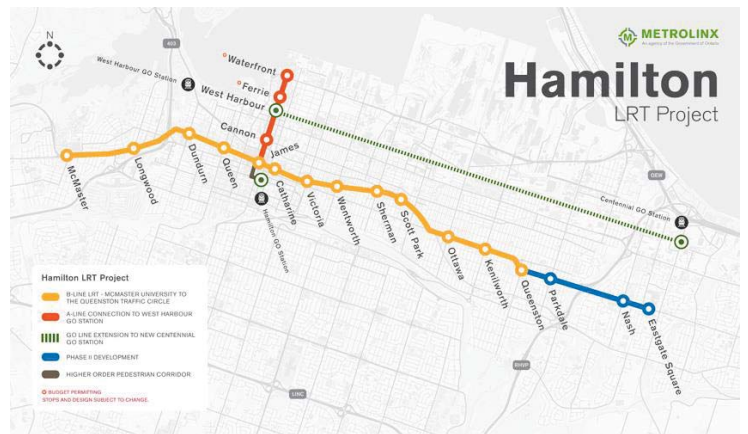 N
METROLINX
An agency of the Government of Ontario
Hamilton
LRT Project
403
West Harbour GO Station
Waterfront
Ferrie
West Harbour
Cannon
James
McMaster
Longwood
Dundurn
Queen
Catharine
Hamilton GO Station
Victoria
Wentworth
Sherman
Scott Park
Ottawa
Kenilworth
Queenston
Parkdale
Nash
Eastgate Square
QEW
Centennial GO Station
RHVP
LINC
Hamilton LRT Project
B-LINE LRT - MCMASTER UNIVERSITY TO
THE QUEENSTON TRAFFIC CIRCLE
A-LINE CONNECTION TO WEST HARBOUR
GO STATION
GO LINE EXTENSION TO NEW CENTENNIAL
GO STATION
PHASE II DEVELOPMENT
HIGHER ORDER PEDESTRIAN CORRIDOR
BUDGET PERMITTING
STOPS AND DESIGN SUBJECT TO CHANGE.